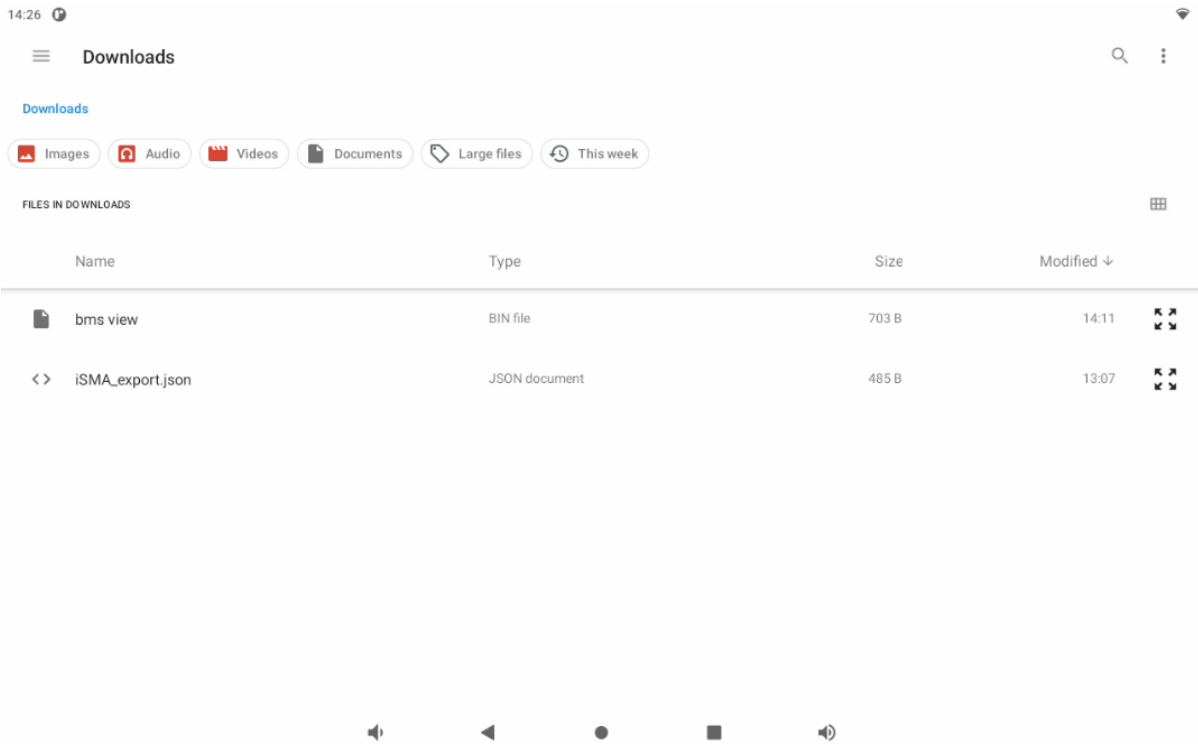 14:26
Downloads
Downloads
Images Audio Videos Documents Large files This week
FILES IN DOWNLOADS
Name Type Size Modified
bms view BIN file 703 B 14:11
iSMA_export.json JSON document 485 B 13:07